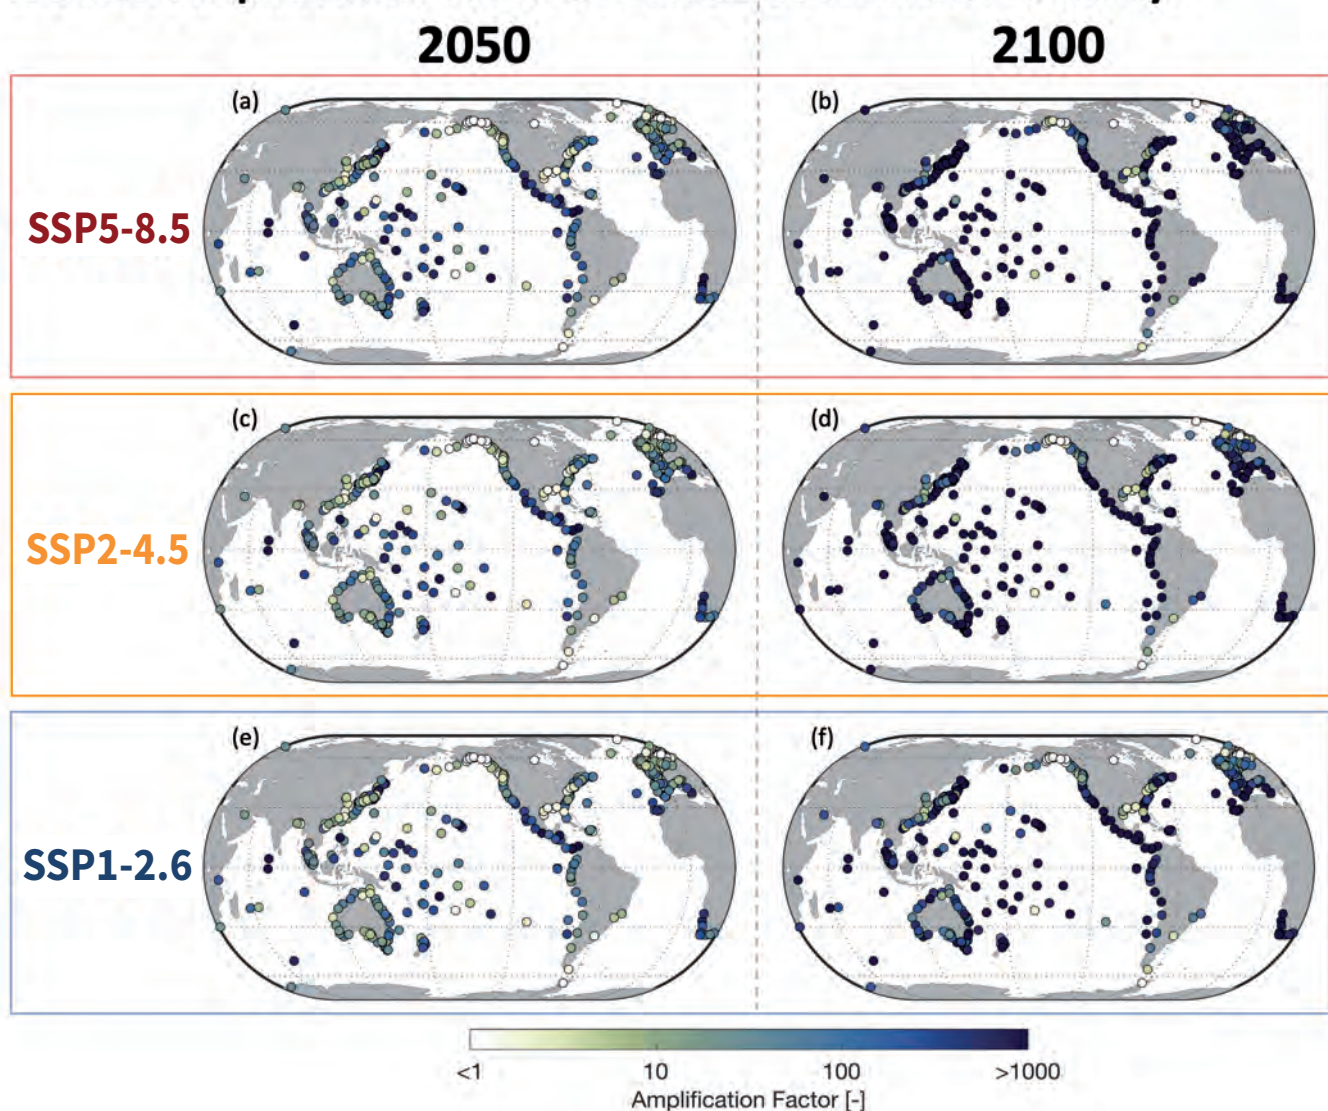 2050 2100
(a) (b)
SSP5-8.5
(c) (d)
SSP2-4.5
(e) (f)
SSP1-2.6
<1 10 100 >1000
Amplification Factor [-]